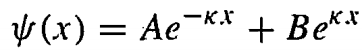 ψ(x) = Ae^{-κx} + Be^{κx}